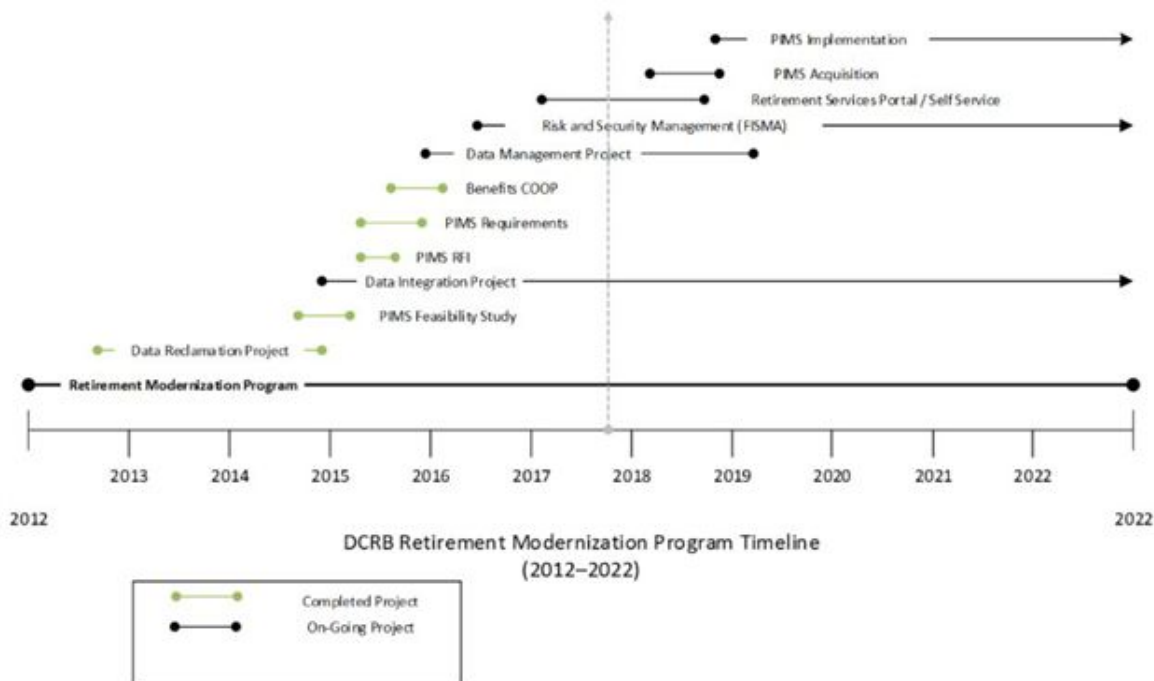 PIMS Implementation
PIMS Acquisition
Retirement Services Portal / Self Service
Risk and Security Management (FISMA)
Data Management Project
Benefits COOP
PIMS Requirements
PIMS RFI
Data Integration Project
PIMS Feasibility Study
Data Reclamation Project
Retirement Modernization Program
2013 2014 2015 2016 2017 2018 2019 2020 2021 2022
2012 2022
DCRB Retirement Modernization Program Timeline
(2012–2022)
Completed Project
On-Going Project